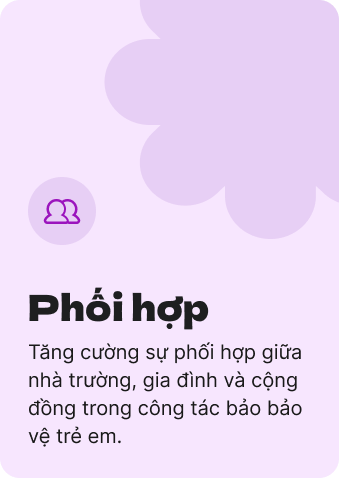 Phối hợp
Tăng cường sự phối hợp giữa
nhà trường, gia đình và cộng
đồng trong công tác bảo bảo
vệ trẻ em.